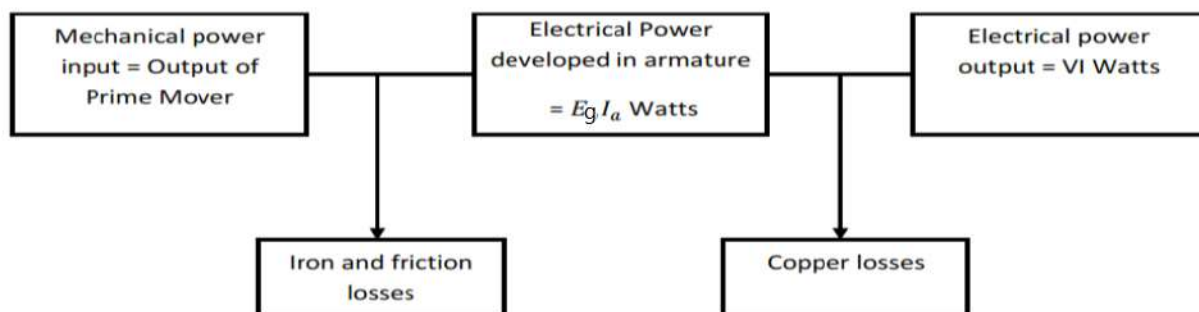 Mechanical power
input = Output of
Prime Mover
Electrical Power
developed in armature
= Eg Ia Watts
Electrical power
output = VI Watts
Iron and friction
losses
Copper losses